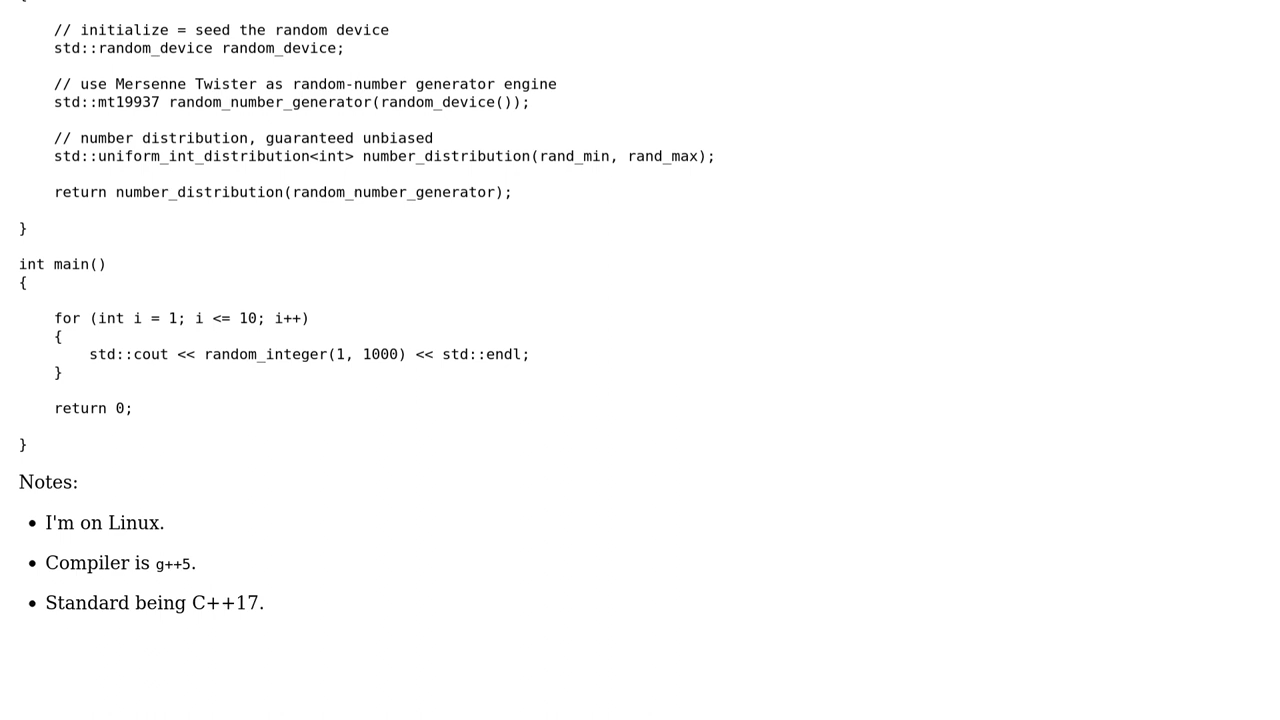 // initialize = seed the random device
std::random_device random_device;
// use Mersenne Twister as random-number generator engine
std::mt19937 random_number_generator(random_device());
// number distribution, guaranteed unbiased
std::uniform_int_distribution<int> number_distribution(rand_min, rand_max);
return number_distribution(random_number_generator);
}
int main()
{
for (int i = 1; i <= 10; i++)
{
std::cout << random_integer(1, 1000) << std::endl;
}
return 0;
}
Notes:
• I'm on Linux.
• Compiler is g++5.
• Standard being C++17.